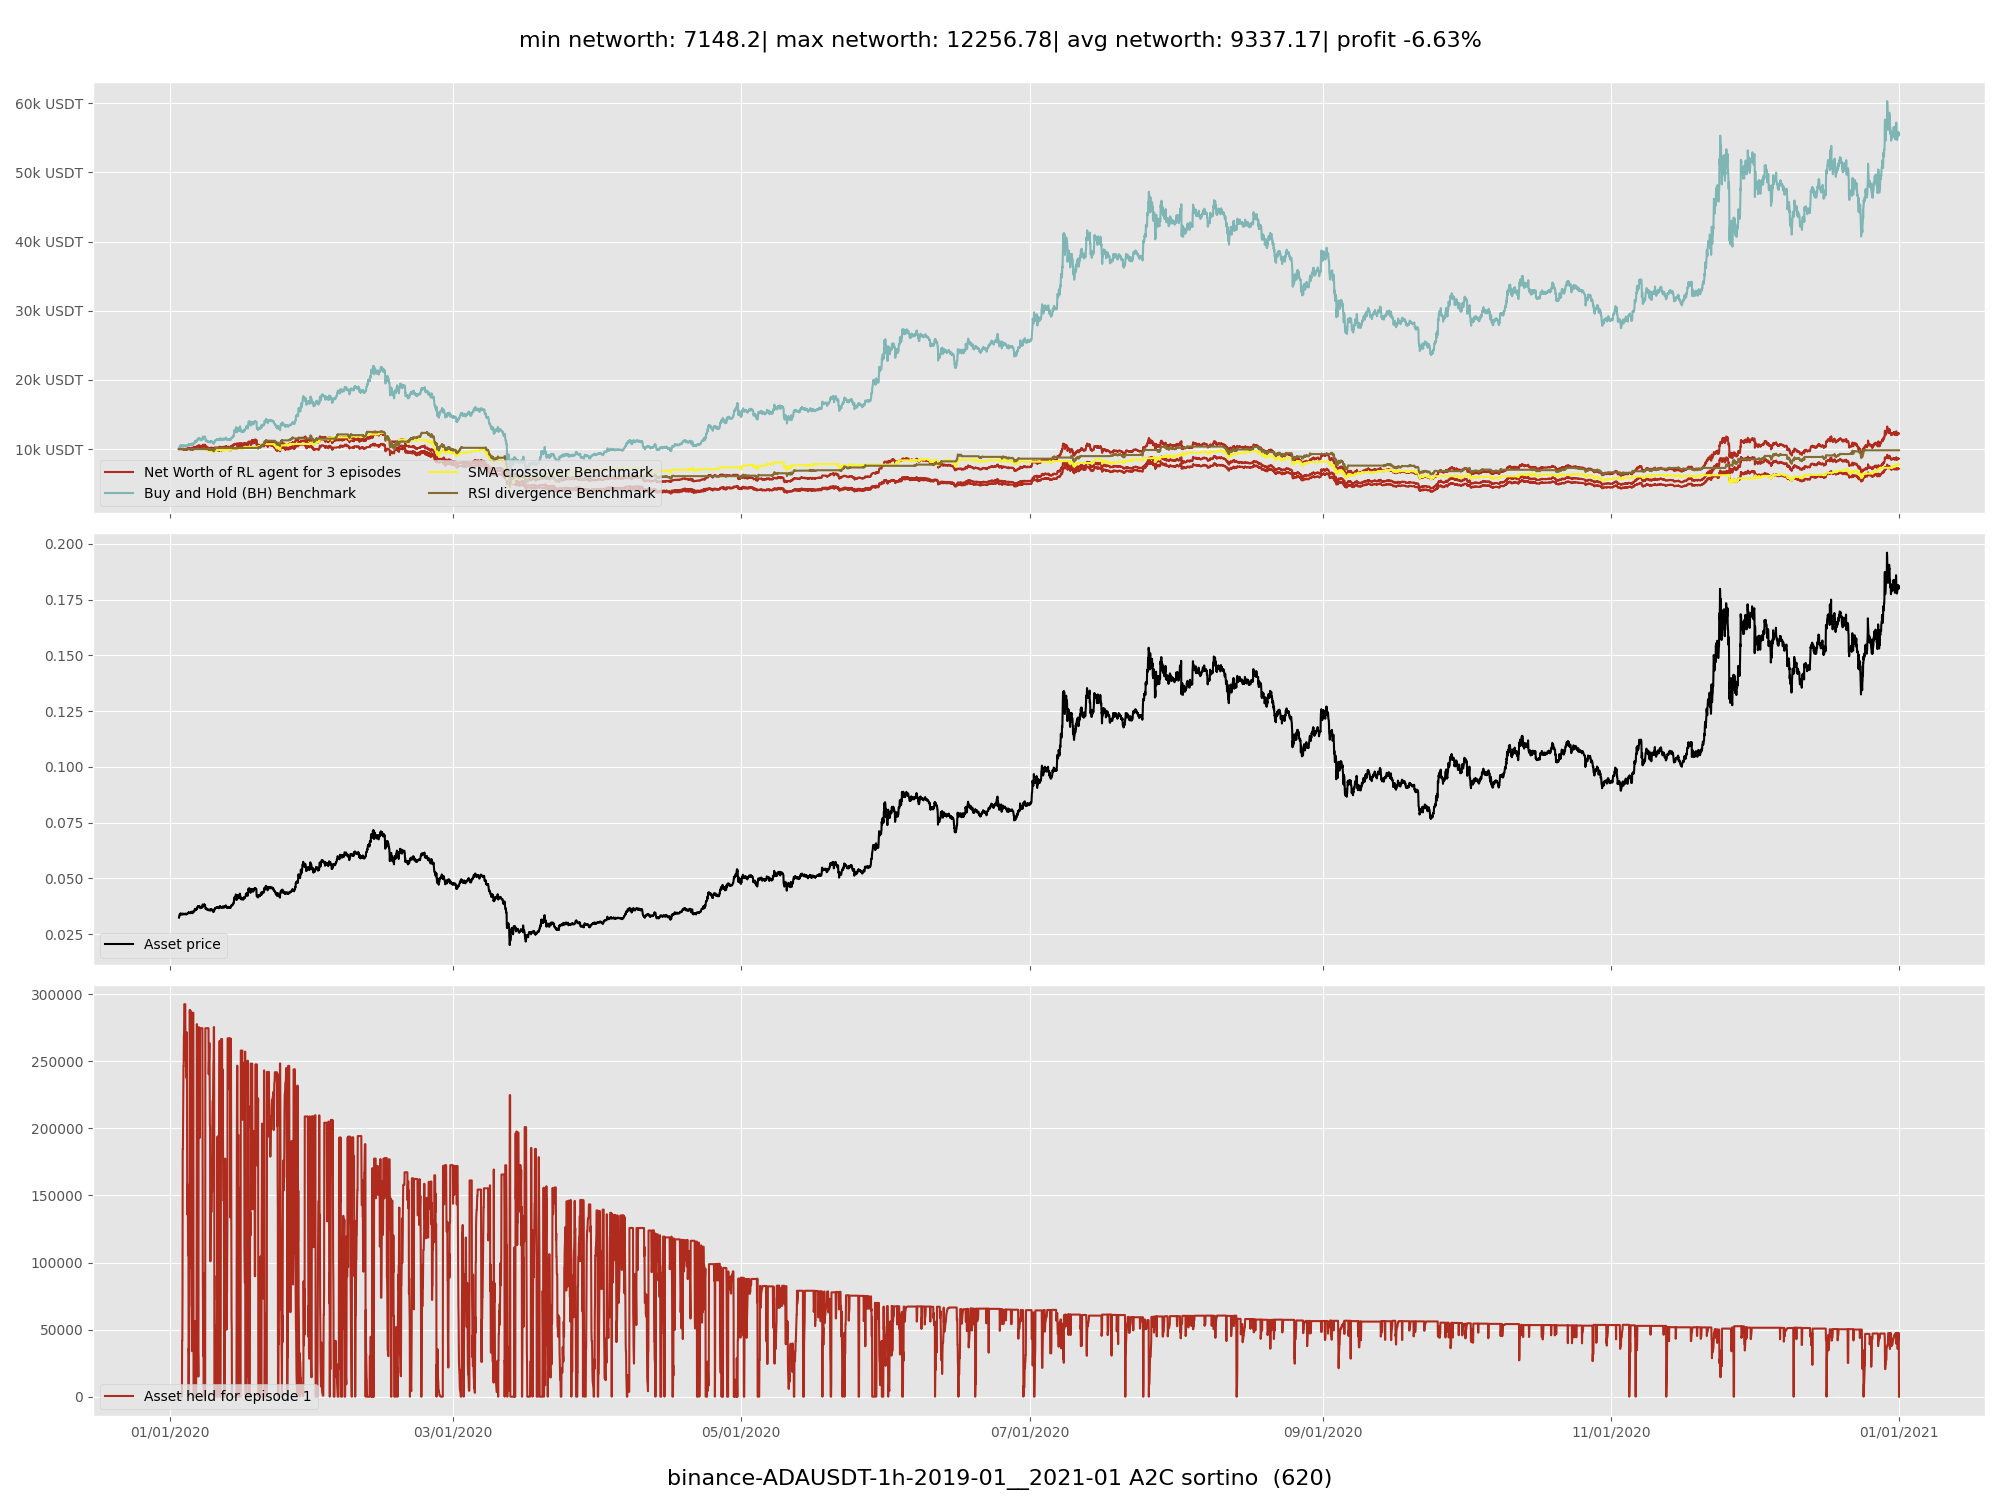 min networth: 7148.2| max networth: 12256.78| avg networth: 9337.17| profit -6.63%
60k USDT
50k USDT
40k USDT
30k USDT
20k USDT
10k USDT
Net Worth of RL agent for 3 episodes
Buy and Hold (BH) Benchmark
SMA crossover Benchmark
RSI divergence Benchmark
0.200
0.175
0.150
0.125
0.100
0.075
0.050
0.025
Asset price
300000
250000
200000
150000
100000
50000
0
Asset held for episode 1
01/01/2020 03/01/2020 05/01/2020 07/01/2020 09/01/2020 11/01/2020 01/01/2021
binance-ADAUSDT-1h-2019-01__2021-01 A2C sortino (620)